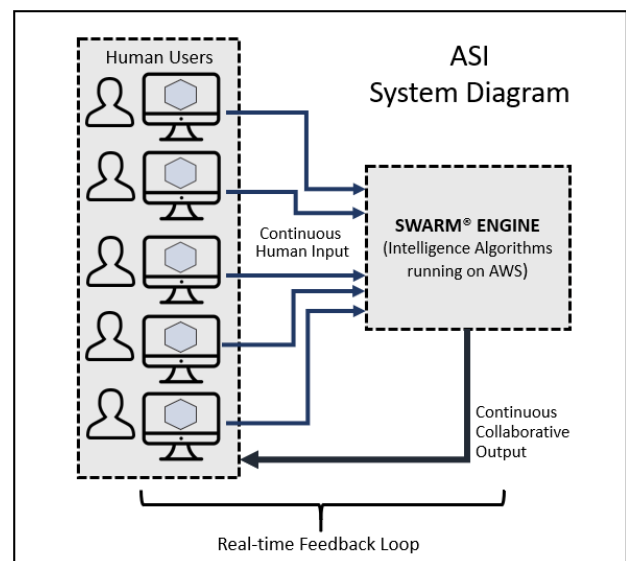 Human Users
ASI
System Diagram
Continuous
Human Input
SWARM® ENGINE
(Intelligence Algorithms
running on AWS)
Continuous
Collaborative
Output
Real-time Feedback Loop